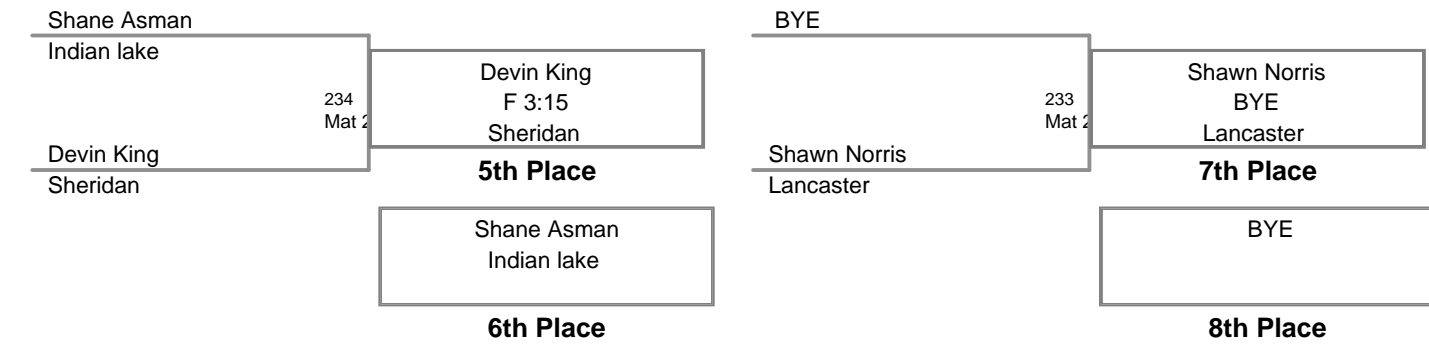 Shane Asman
Indian lake
234
Mat 2
Devin King
Sheridan
Devin King
F 3:15
Sheridan
5th Place
Shane Asman
Indian lake
6th Place
BYE
233
Mat 2
Shawn Norris
Lancaster
Shawn Norris
BYE
Lancaster
7th Place
BYE
8th Place